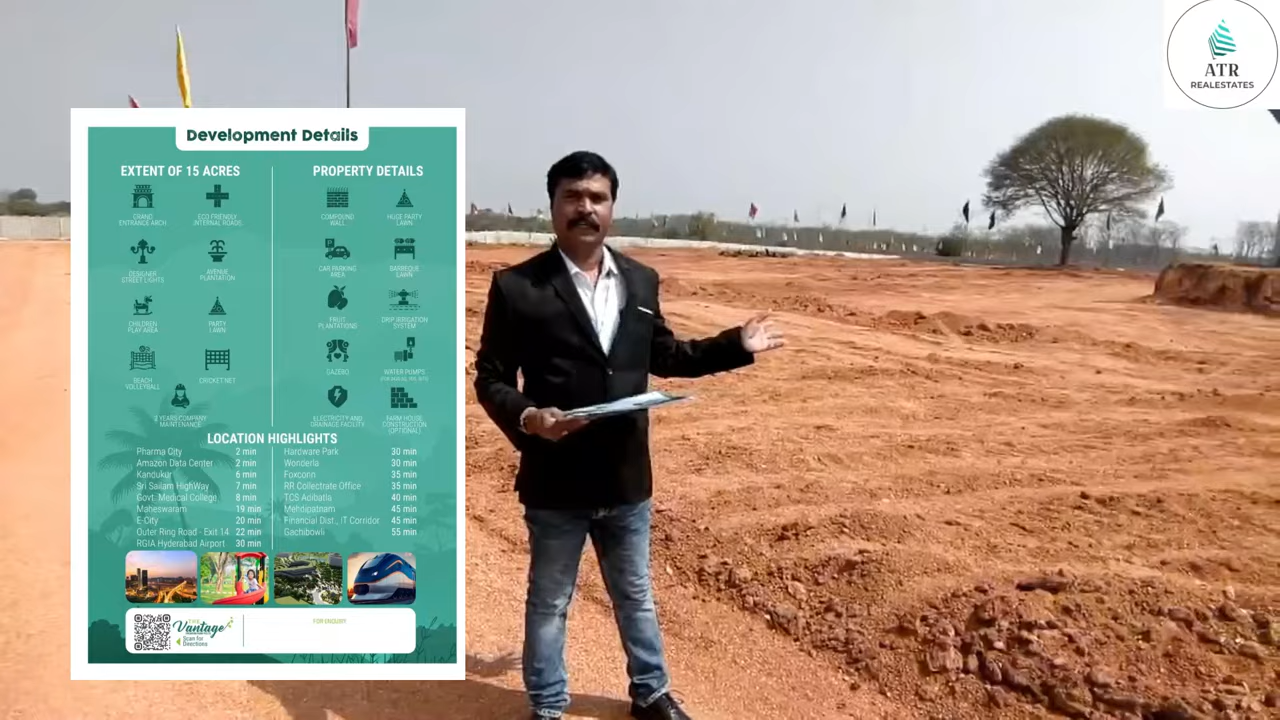 ATR
REALESTATES
Development Details
EXTENT OF 15 ACRES
GRAND
ENTRANCE ARCH
ECO FRIENDLY
INTERNAL ROADS
DESIGNER
STREET LIGHTS
AVENUE
PLANTATION
CHILDREN
PLAY AREA
PARTY
LAWN
BEACH
VOLLEYBALL
CRICKET NET
3 YEARS COMPANY
MAINTENANCE
PROPERTY DETAILS
COMPOUND
WALL
HUGE PARTY
LAWN
CAR PARKING
AREA
BARBEQUE
LAWN
FRUIT
PLANTATIONS
DRIP IRRIGATION
SYSTEM
GAZEBO
WATER PUMPS
ELECTRICITY AND
DRAINAGE FACILITY
FARM HOUSE
CONSTRUCTION
(OPTIONAL)
LOCATION HIGHLIGHTS
Pharma City 2 min
Amazon Data Center 2 min
Kandukur 6 min
Sri Sailam HighWay 7 min
Govt. Medical College 8 min
Maheswaram 19 min
E-City 20 min
Outer Ring Road - Exit 14 22 min
RGIA Hyderabad Airport 30 min
Hardware Park 30 min
Wonderla 30 min
Foxconn 35 min
RR Collectrate Office 35 min
TCS Adibatla 40 min
Mehdipatnam 45 min
Financial Dist., IT Corridor 45 min
Gachibowli 55 min
THE
Vantage
Scan for
Directions
FOR ENQUIRY